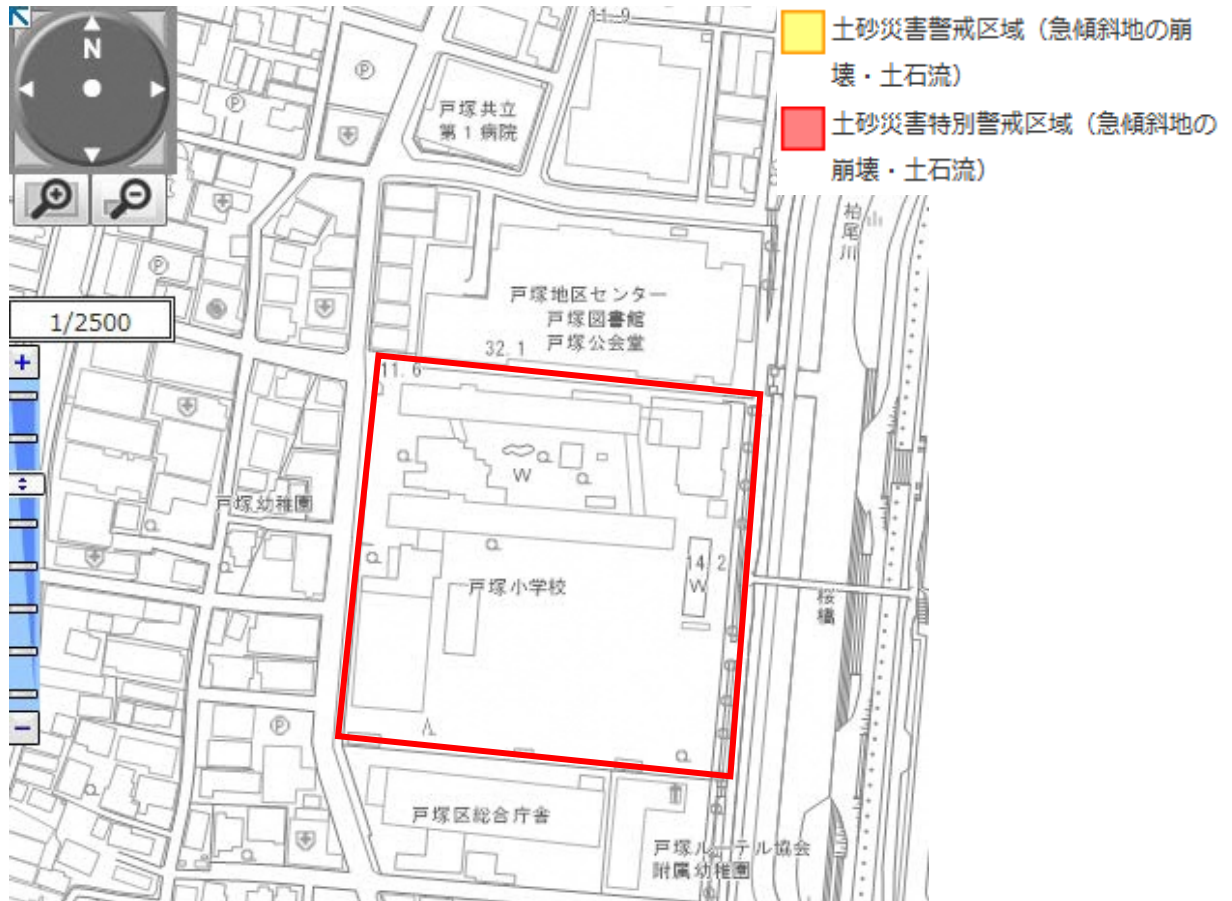 11.9
土砂災害警戒区域（急傾斜地の崩
壊・土石流）
土砂災害特別警戒区域（急傾斜地の
崩壊・土石流）
N
P
P
戸塚共立
第１病院
柏尾川
P
1/2500
戸塚地区センター
戸塚図書館
戸塚公会堂
32.1
11.6
+
W
戸塚幼稚園
14.2
W
戸塚小学校
桜橋
P
−
戸塚区総合庁舎
戸塚ルーテル協会
附属幼稚園